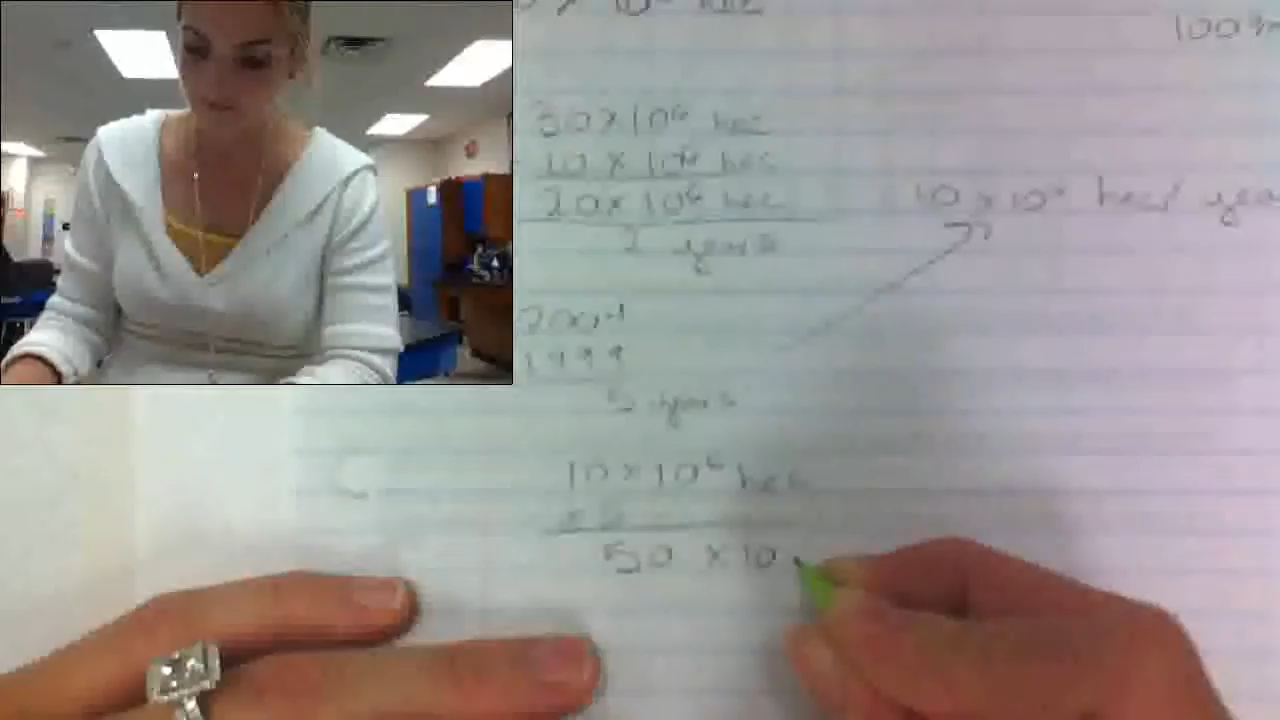 100
30 x 10⁶ hec
10 x 10⁶ hec
20 x 10⁶ hec
2 years
10 x 10⁶ hec/
2004
1999
5 years
C
10 x 10⁶ hec
50 x 10